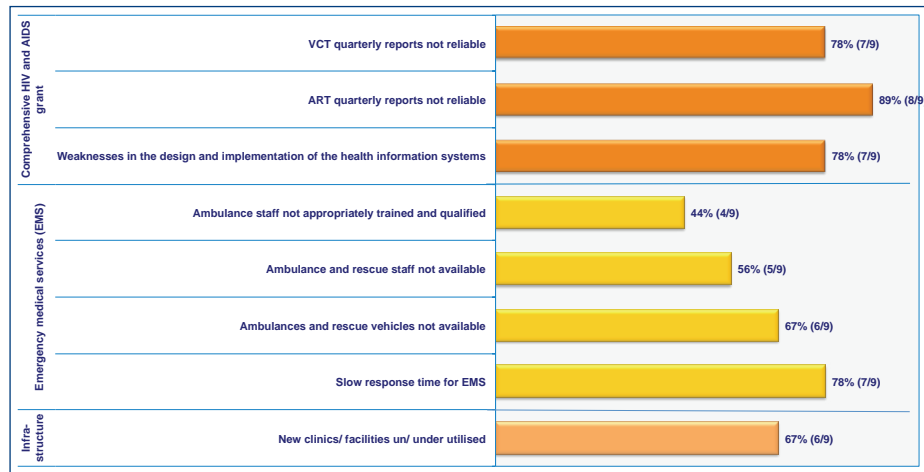 Comprehensive HIV and AIDS
grant
VCT quarterly reports not reliable
78% (7/9)
ART quarterly reports not reliable
89% (8/9
Weaknesses in the design and implementation of the health information systems
78% (7/9)
Emergency medical services (EMS)
Ambulance staff not appropriately trained and qualified
44% (4/9)
Ambulance and rescue staff not available
56% (5/9)
Ambulances and rescue vehicles not available
67% (6/9)
Slow response time for EMS
78% (7/9)
Infra-
structure
New clinics/ facilities un/ under utilised
67% (6/9)